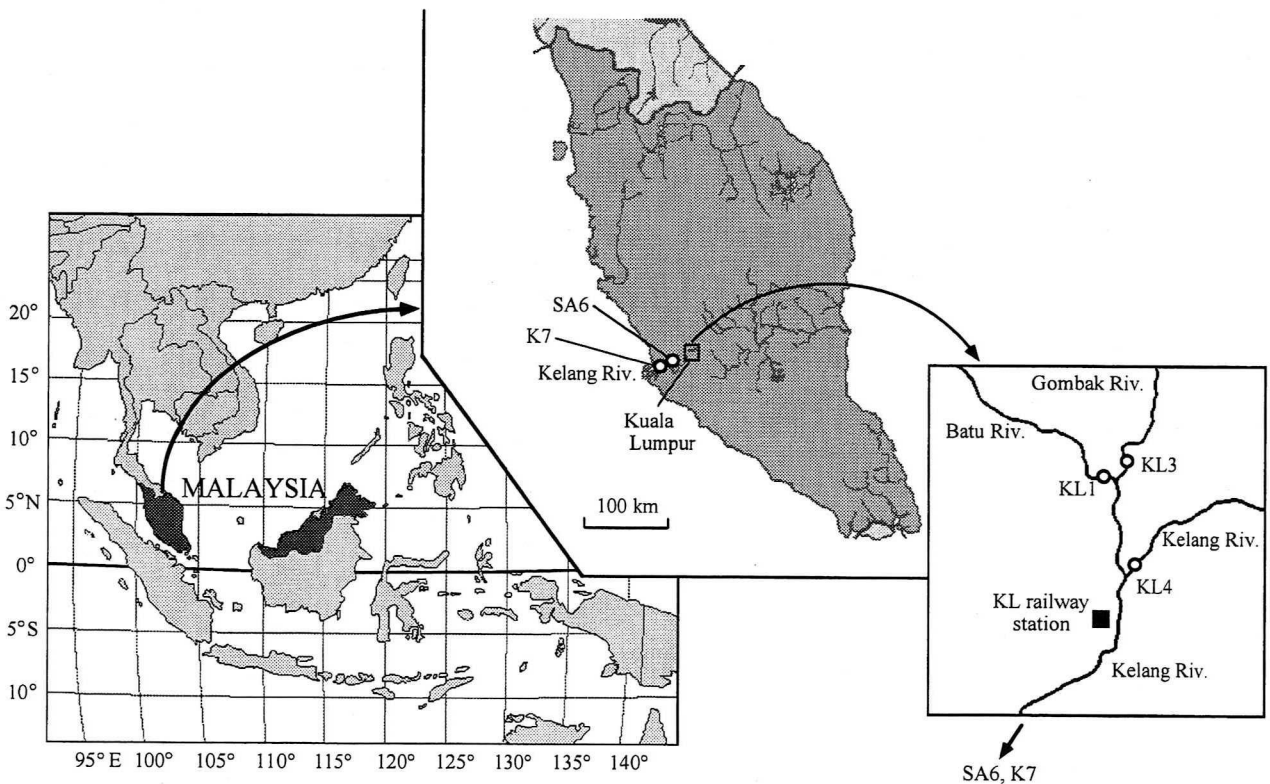 20°
15°
10°
5°N
0°
5°S
10°
95° E 100° 105° 110° 115° 120° 125° 130° 135° 140°
MALAYSIA
SA6
K7
Kelang Riv.
Kuala
Lumpur
100 km
Gombak Riv.
Batu Riv.
KL3
KL1
Kelang Riv.
KL4
KL railway
station
Kelang Riv.
SA6, K7